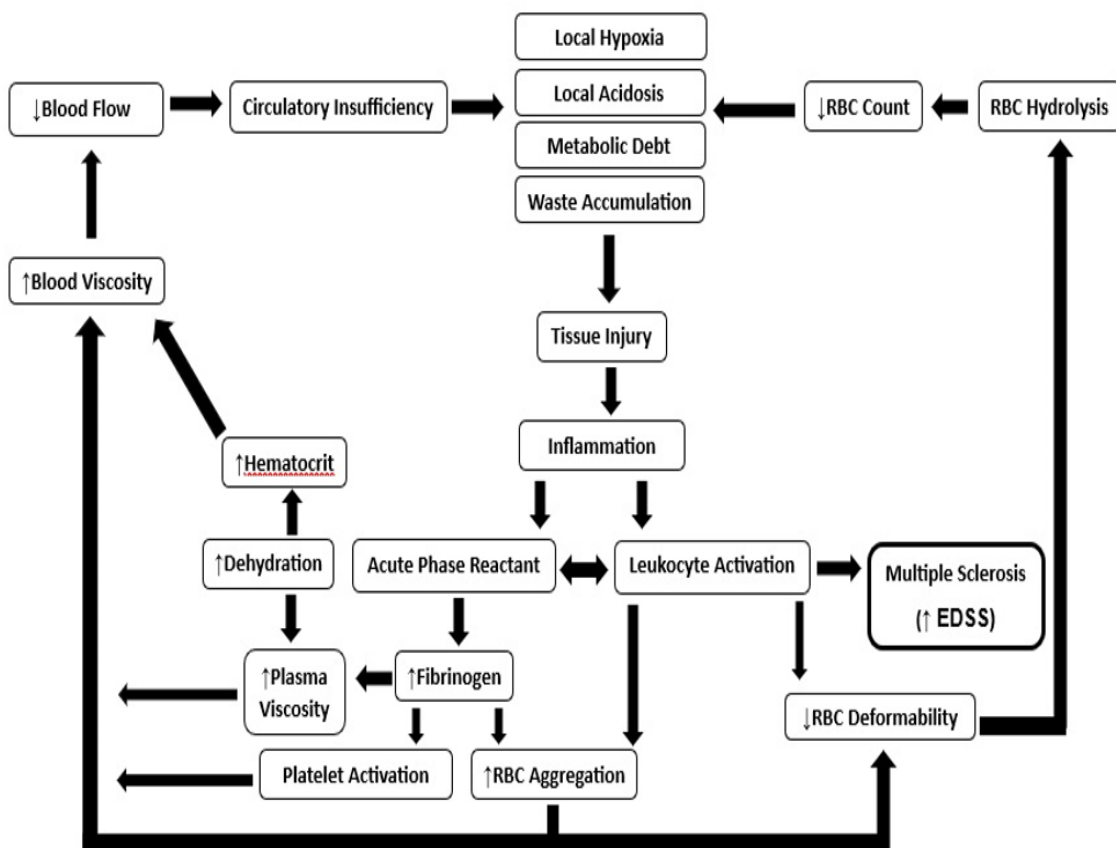 Local Hypoxia
↓Blood Flow
Circulatory Insufficiency
Local Acidosis
↓RBC Count
RBC Hydrolysis
Metabolic Debt
Waste Accumulation
↑Blood Viscosity
Tissue Injury
Inflammation
↑Hematocrit
↑Dehydration
Acute Phase Reactant
Leukocyte Activation
Multiple Sclerosis
(↑ EDSS)
↑Plasma
Viscosity
↑Fibrinogen
↓RBC Deformability
Platelet Activation
↑RBC Aggregation